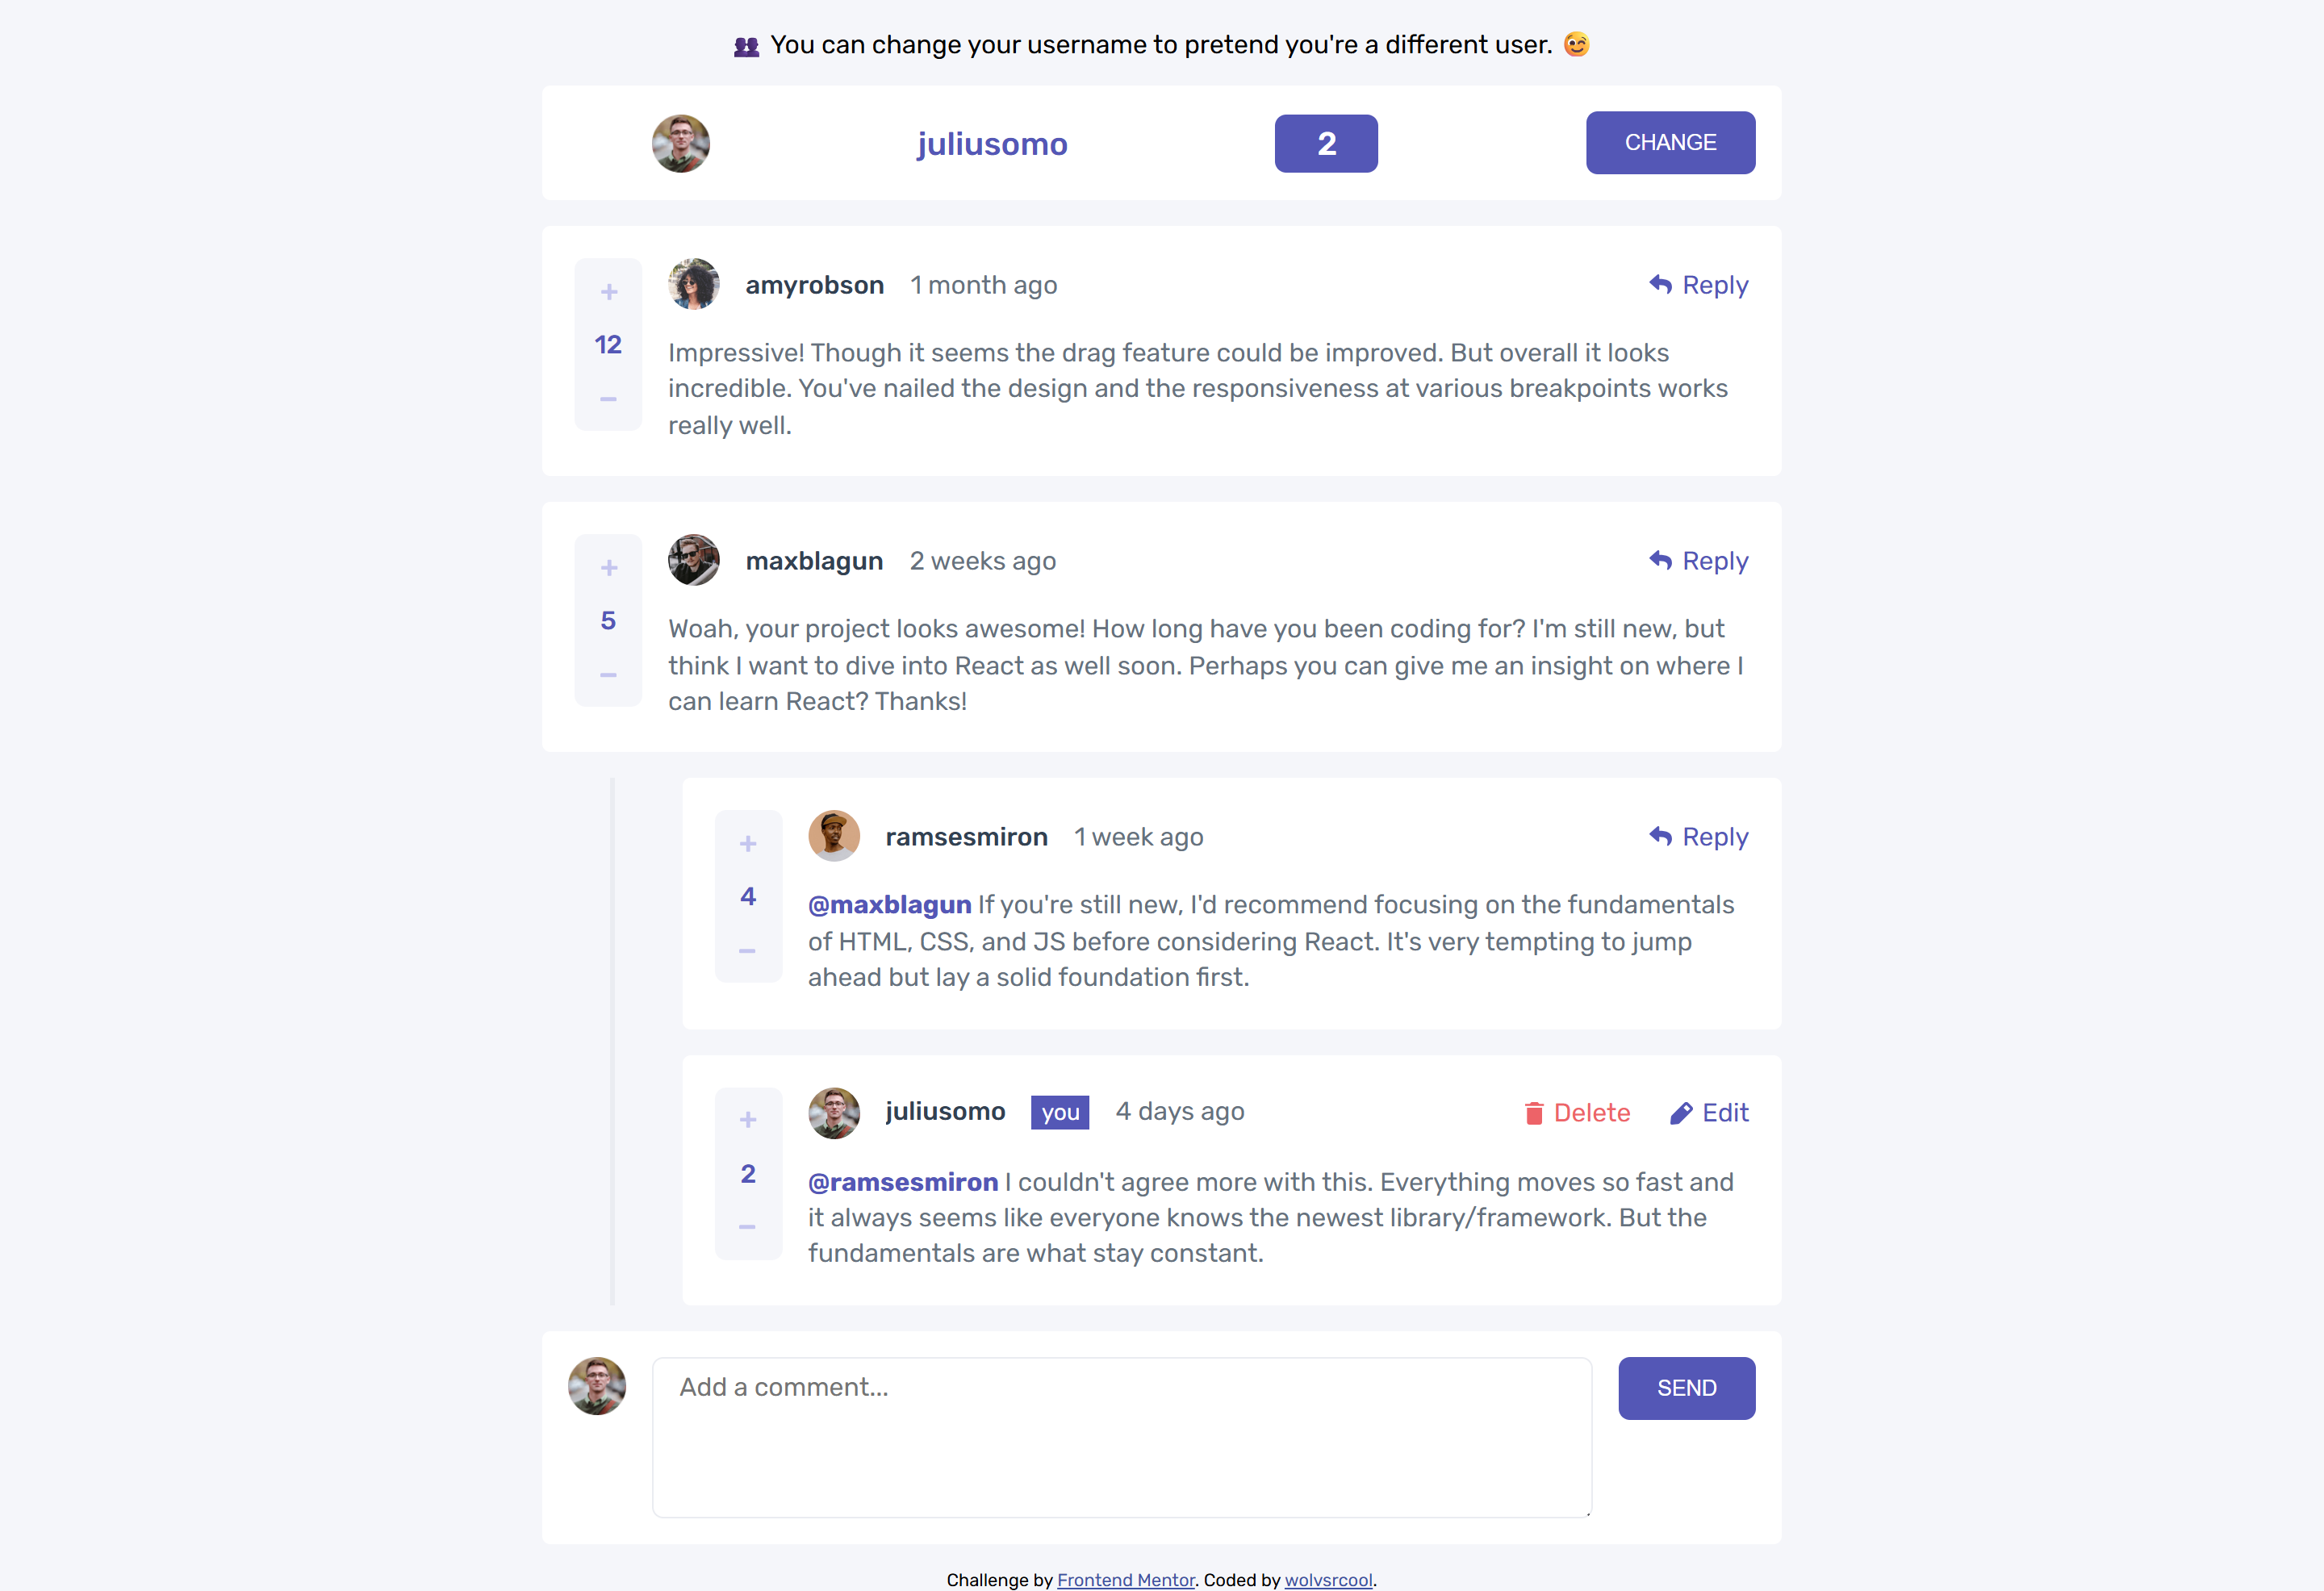 👥 You can change your username to pretend you're a different user. 😉
juliusomo
2
CHANGE
+
12
−
amyrobson 1 month ago
Reply
Impressive! Though it seems the drag feature could be improved. But overall it looks
incredible. You've nailed the design and the responsiveness at various breakpoints works
really well.
+
5
−
maxblagun 2 weeks ago
Reply
Woah, your project looks awesome! How long have you been coding for? I'm still new, but
think I want to dive into React as well soon. Perhaps you can give me an insight on where I
can learn React? Thanks!
+
4
−
ramsesmiron 1 week ago
Reply
@maxblagun If you're still new, I'd recommend focusing on the fundamentals
of HTML, CSS, and JS before considering React. It's very tempting to jump
ahead but lay a solid foundation first.
+
2
−
juliusomo you 4 days ago
Delete Edit
@ramsesmiron I couldn't agree more with this. Everything moves so fast and
it always seems like everyone knows the newest library/framework. But the
fundamentals are what stay constant.
Add a comment...
SEND
Challenge by Frontend Mentor. Coded by wolvsrcool.